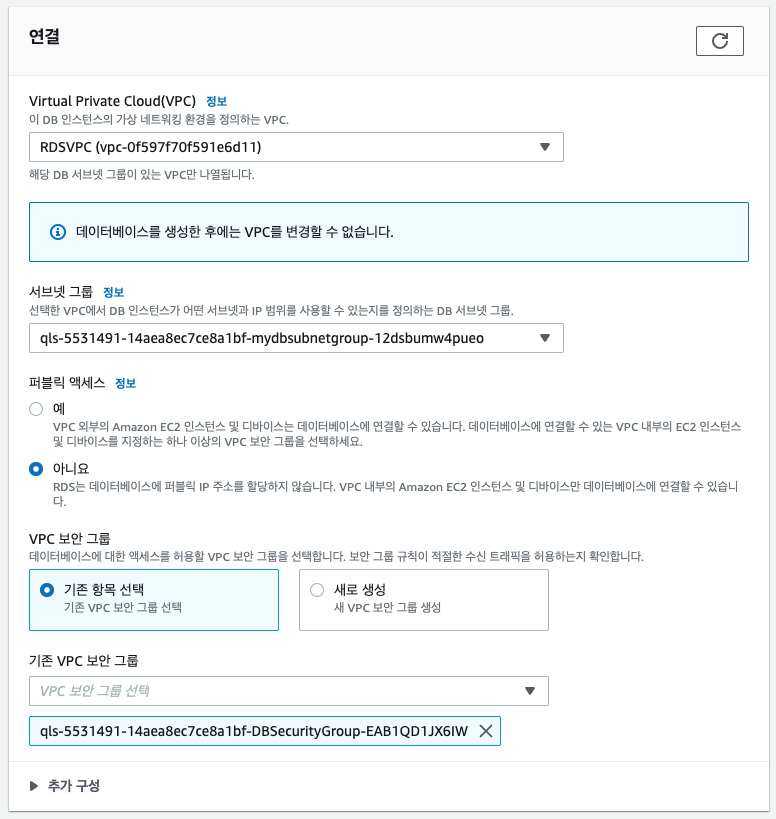 연결
Virtual Private Cloud(VPC) 정보
이 DB 인스턴스의 가상 네트워킹 환경을 정의하는 VPC.
RDSVPC (vpc-0f597f70f591e6d11)
해당 DB 서브넷 그룹이 있는 VPC만 나열됩니다.
데이터베이스를 생성한 후에는 VPC를 변경할 수 없습니다.
서브넷 그룹 정보
선택한 VPC에서 DB 인스턴스가 어떤 서브넷과 IP 범위를 사용할 수 있는지를 정의하는 DB 서브넷 그룹.
qls-5531491-14aea8ec7ce8a1bf-mydbsubnetgroup-12dsbumw4pueo
퍼블릭 액세스 정보
예
VPC 외부의 Amazon EC2 인스턴스 및 디바이스는 데이터베이스에 연결할 수 있습니다. 데이터베이스에 연결할 수 있는 VPC 내부의 EC2 인스턴스
및 디바이스를 지정하는 하나 이상의 VPC 보안 그룹을 선택하세요.
아니요
RDS는 데이터베이스에 퍼블릭 IP 주소를 할당하지 않습니다. VPC 내부의 Amazon EC2 인스턴스 및 디바이스만 데이터베이스에 연결할 수 있습니
다.
VPC 보안 그룹
데이터베이스에 대한 액세스를 허용할 VPC 보안 그룹을 선택합니다. 보안 그룹 규칙이 적절한 수신 트래픽을 허용하는지 확인합니다.
기존 항목 선택
기존 VPC 보안 그룹 선택
새로 생성
새 VPC 보안 그룹 생성
기존 VPC 보안 그룹
VPC 보안 그룹 선택
qls-5531491-14aea8ec7ce8a1bf-DBSecurityGroup-EAB1QD1JX6IW
추가 구성